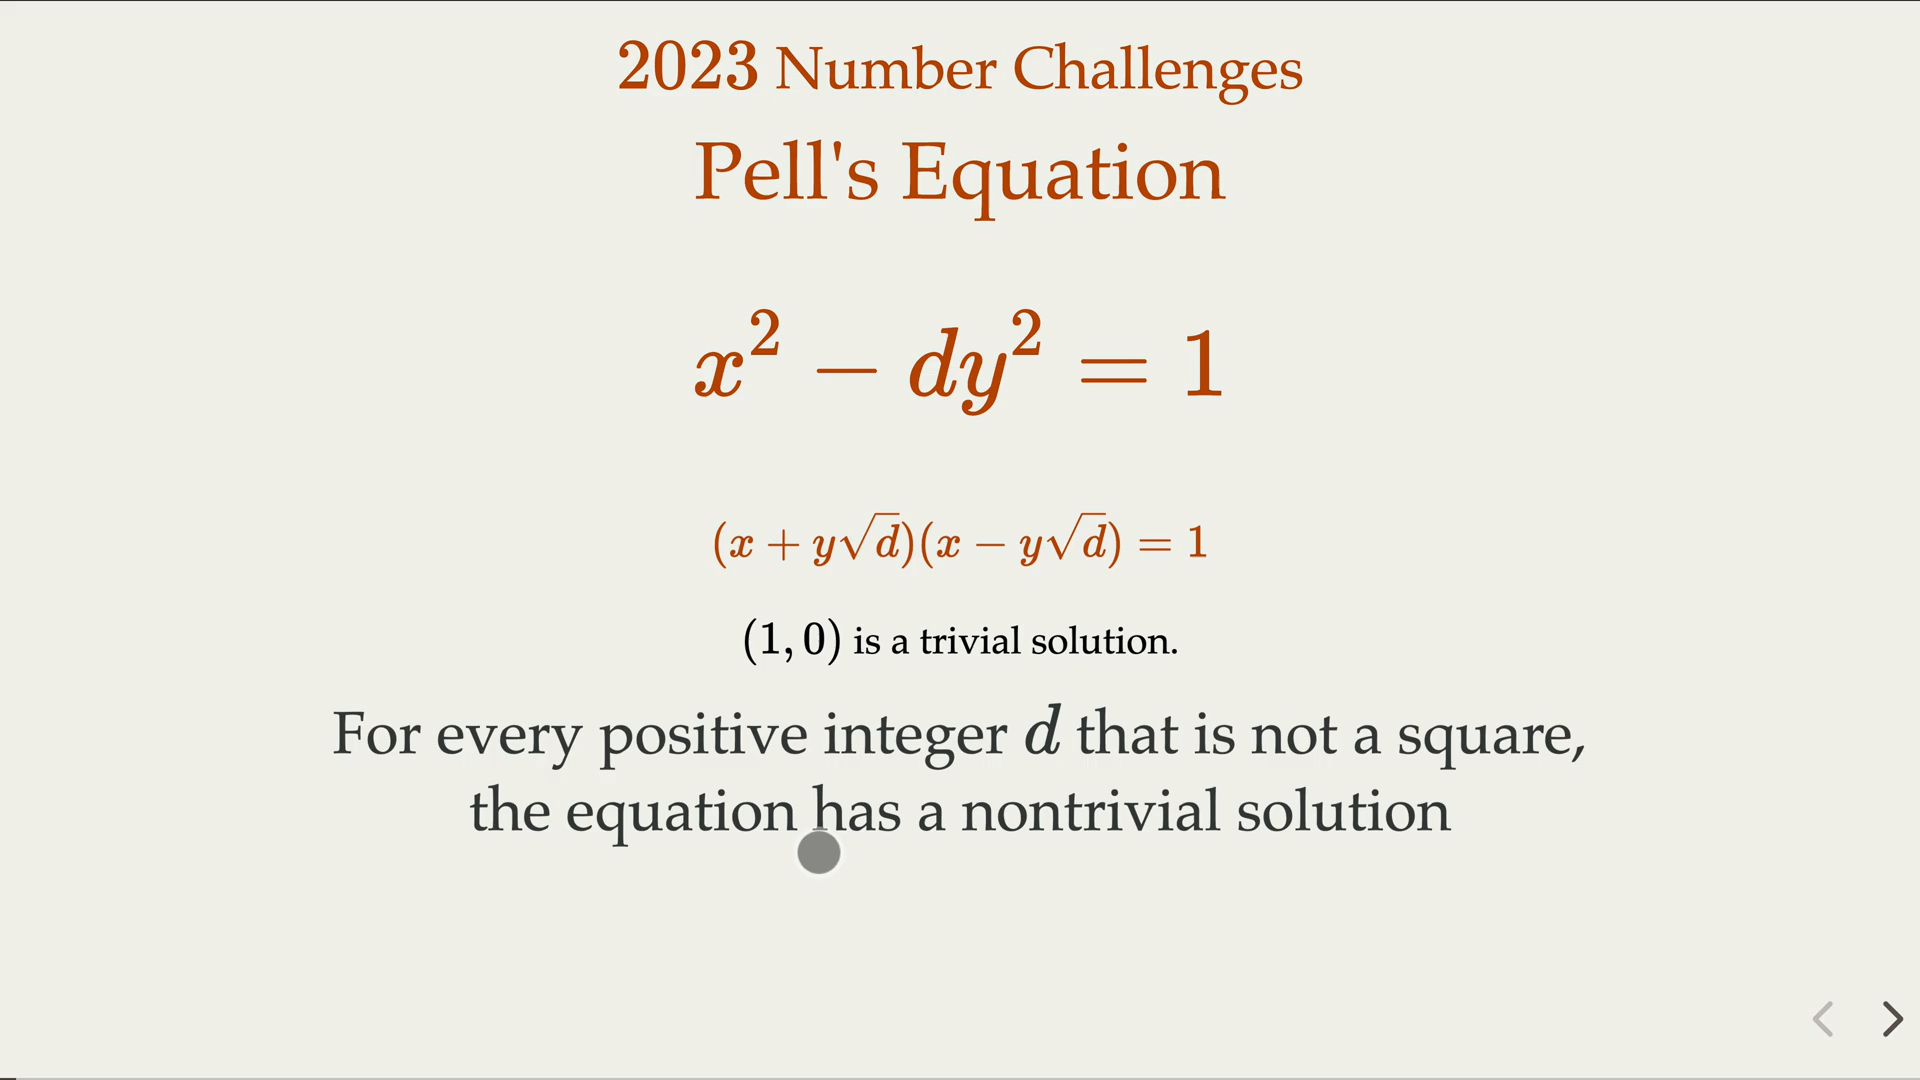 2023 Number Challenges
Pell's Equation
x² − dy² = 1
(x + y√d)(x − y√d) = 1
(1, 0) is a trivial solution.
For every positive integer d that is not a square,
the equation has a nontrivial solution